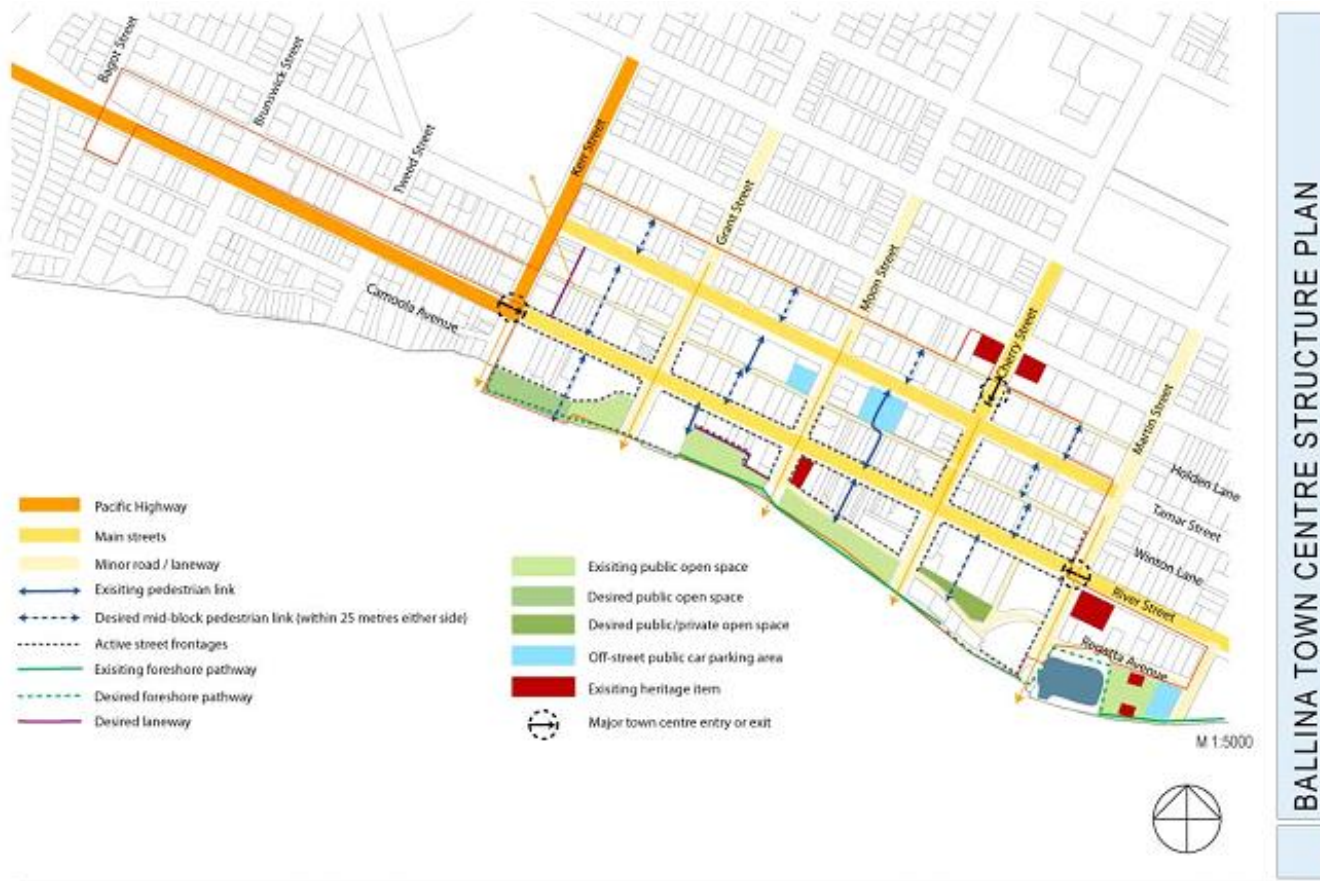 Bagot Street
Brunswick Street
Tweed Street
Kerr Street
Grant Street
Moon Street
Cherry Street
Martin Street
Camoola Avenue
Holden Lane
Tamar Street
Winton Lane
River Street
Regatta Avenue
Pacific Highway
Main streets
Minor road / laneway
Exisiting pedestrian link
Desired mid-block pedestrian link (within 25 metres either side)
Active street frontages
Exisiting foreshore pathway
Desired foreshore pathway
Desired laneway
Exisiting public open space
Desired public open space
Desired public/private open space
Off-street public car parking area
Existing heritage item
Major town centre entry or exit
M 1:5000
BALLINA TOWN CENTRE STRUCTURE PLAN